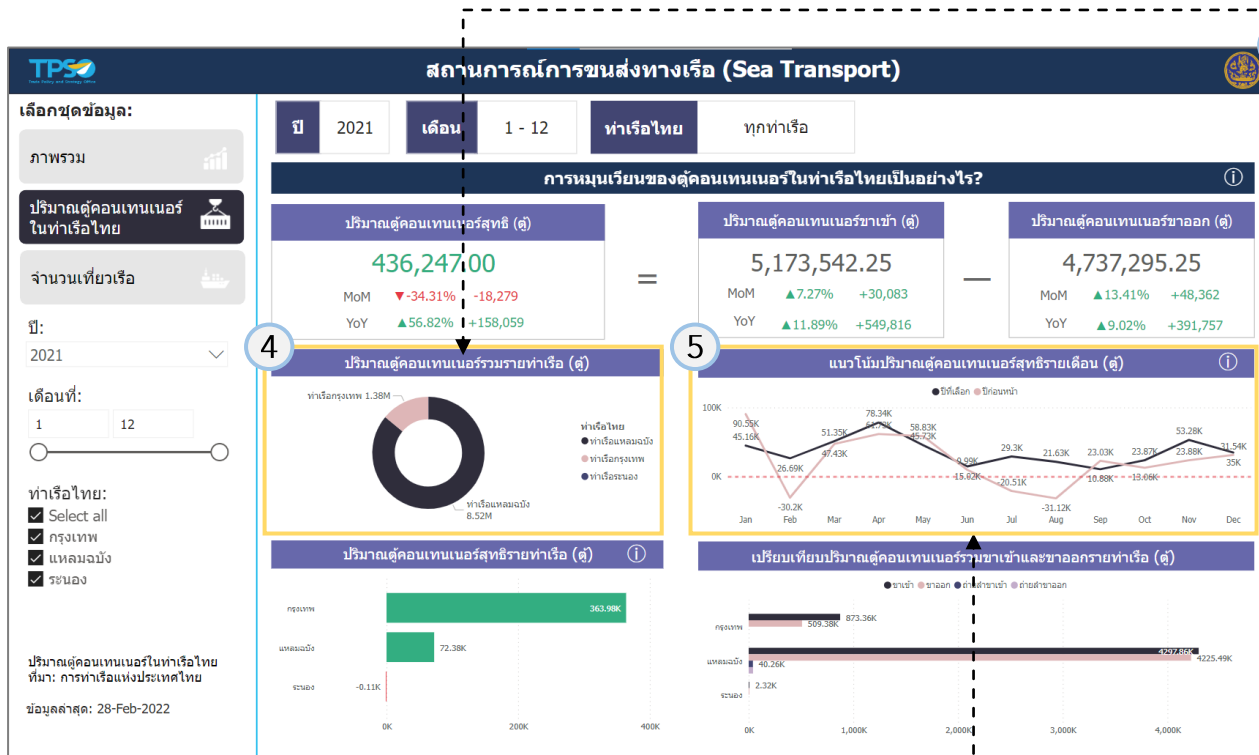 TPSO
Trade Policy and Strategy Office
สถานการณ์การขนส่งทางเรือ (Sea Transport)
เลือกชุดข้อมูล:
ภาพรวม
ปริมาณตู้คอนเทนเนอร์
ในท่าเรือไทย
จำนวนเที่ยวเรือ
ปี:
2021
เดือนที่:
1 12
ท่าเรือไทย:
Select all
กรุงเทพ
แหลมฉบัง
ระนอง
ปริมาณตู้คอนเทนเนอร์ในท่าเรือไทย
ที่มา: การท่าเรือแห่งประเทศไทย
ข้อมูลล่าสุด: 28-Feb-2022
ปี 2021 เดือน 1 - 12 ท่าเรือไทย ทุกท่าเรือ
การหมุนเวียนของตู้คอนเทนเนอร์ในท่าเรือไทยเป็นอย่างไร?
ปริมาณตู้คอนเทนเนอร์สุทธิ (ตู้)
436,247.00
MoM ▼-34.31% -18,279
YoY ▲56.82% +158,059
=
ปริมาณตู้คอนเทนเนอร์ขาเข้า (ตู้)
5,173,542.25
MoM ▲7.27% +30,083
YoY ▲11.89% +549,816
—
ปริมาณตู้คอนเทนเนอร์ขาออก (ตู้)
4,737,295.25
MoM ▲13.41% +48,362
YoY ▲9.02% +391,757
4
ปริมาณตู้คอนเทนเนอร์รวมรายท่าเรือ (ตู้)
ท่าเรือกรุงเทพ 1.38M
ท่าเรือไทย
ท่าเรือแหลมฉบัง
ท่าเรือกรุงเทพ
ท่าเรือระนอง
ท่าเรือแหลมฉบัง
8.52M
5
แนวโน้มปริมาณตู้คอนเทนเนอร์สุทธิรายเดือน (ตู้)
ปีที่เลือก ปีก่อนหน้า
100K
0K
90.55K
45.16K
26.69K
-30.2K
51.35K
47.43K
78.34K
61.79K
58.83K
45.73K
9.99K
15.02K
29.3K
-20.51K
21.63K
-31.12K
23.03K
10.88K
23.87K
13.06K
53.28K
23.88K
31.54K
35K
Jan Feb Mar Apr May Jun Jul Aug Sep Oct Nov Dec
ปริมาณตู้คอนเทนเนอร์สุทธิรายท่าเรือ (ตู้)
กรุงเทพ 363.98K
แหลมฉบัง 72.38K
ระนอง -0.11K
0K 200K 400K
เปรียบเทียบปริมาณตู้คอนเทนเนอร์รวมขาเข้าและขาออกรายท่าเรือ (ตู้)
ขาเข้า ขาออก ถ่ายลำขาเข้า ถ่ายลำขาออก
กรุงเทพ 873.36K
509.38K
แหลมฉบัง 4297.86K
4225.49K
40.26K
ระนอง 2.32K
0K 1,000K 2,000K 3,000K 4,000K